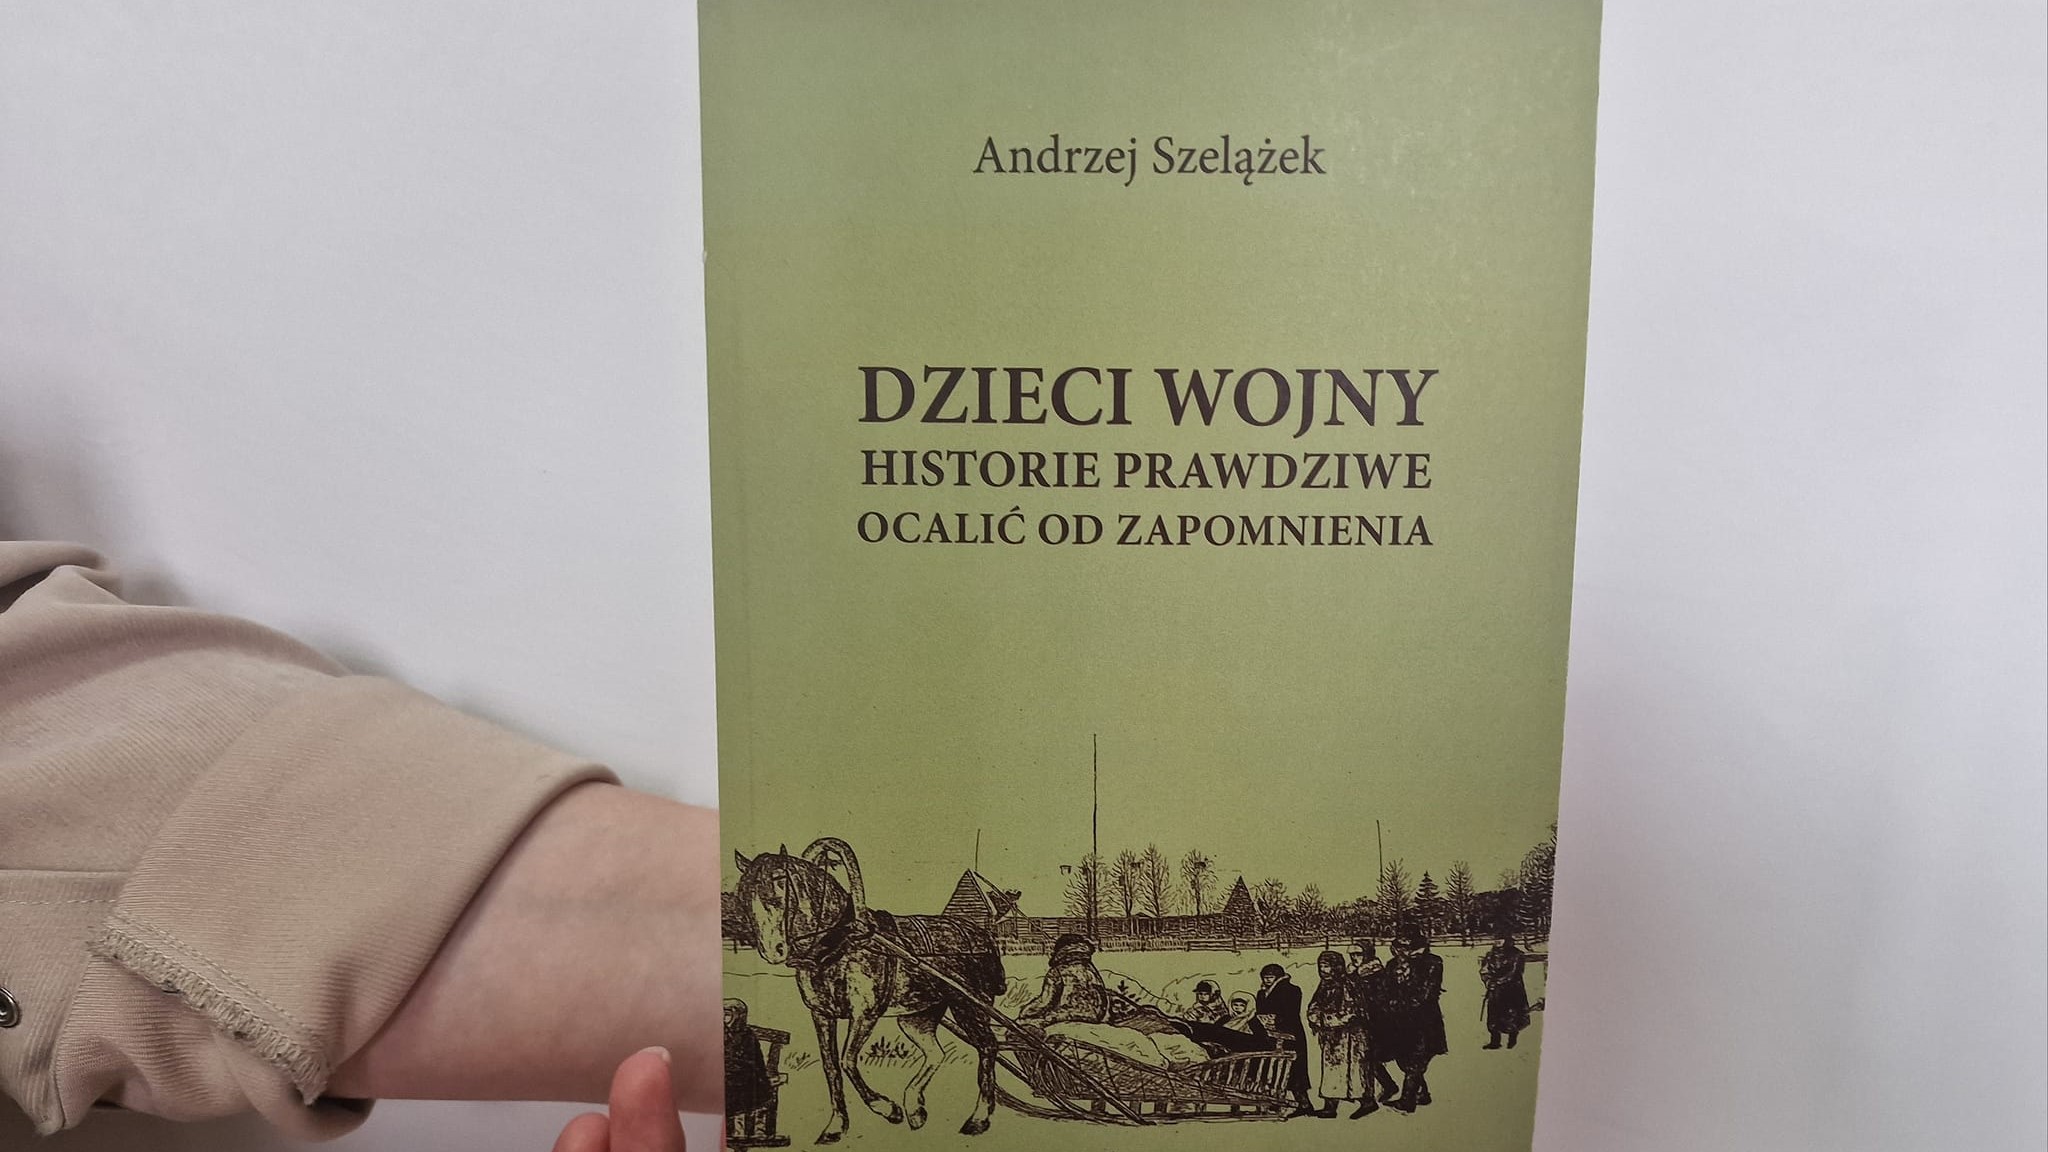 Andrzej Szelążek
DZIECI WOJNY
HISTORIE PRAWDZIWE
OCALIĆ OD ZAPOMNIENIA